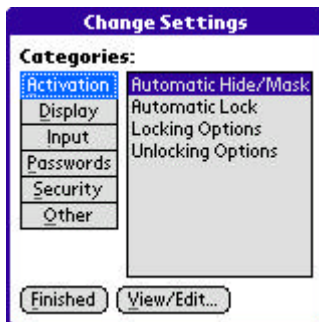 Change Settings
Categories:
Activation
Display
Input
Passwords
Security
Other
Automatic Hide/Mask
Automatic Lock
Locking Options
Unlocking Options
Finished
View/Edit...